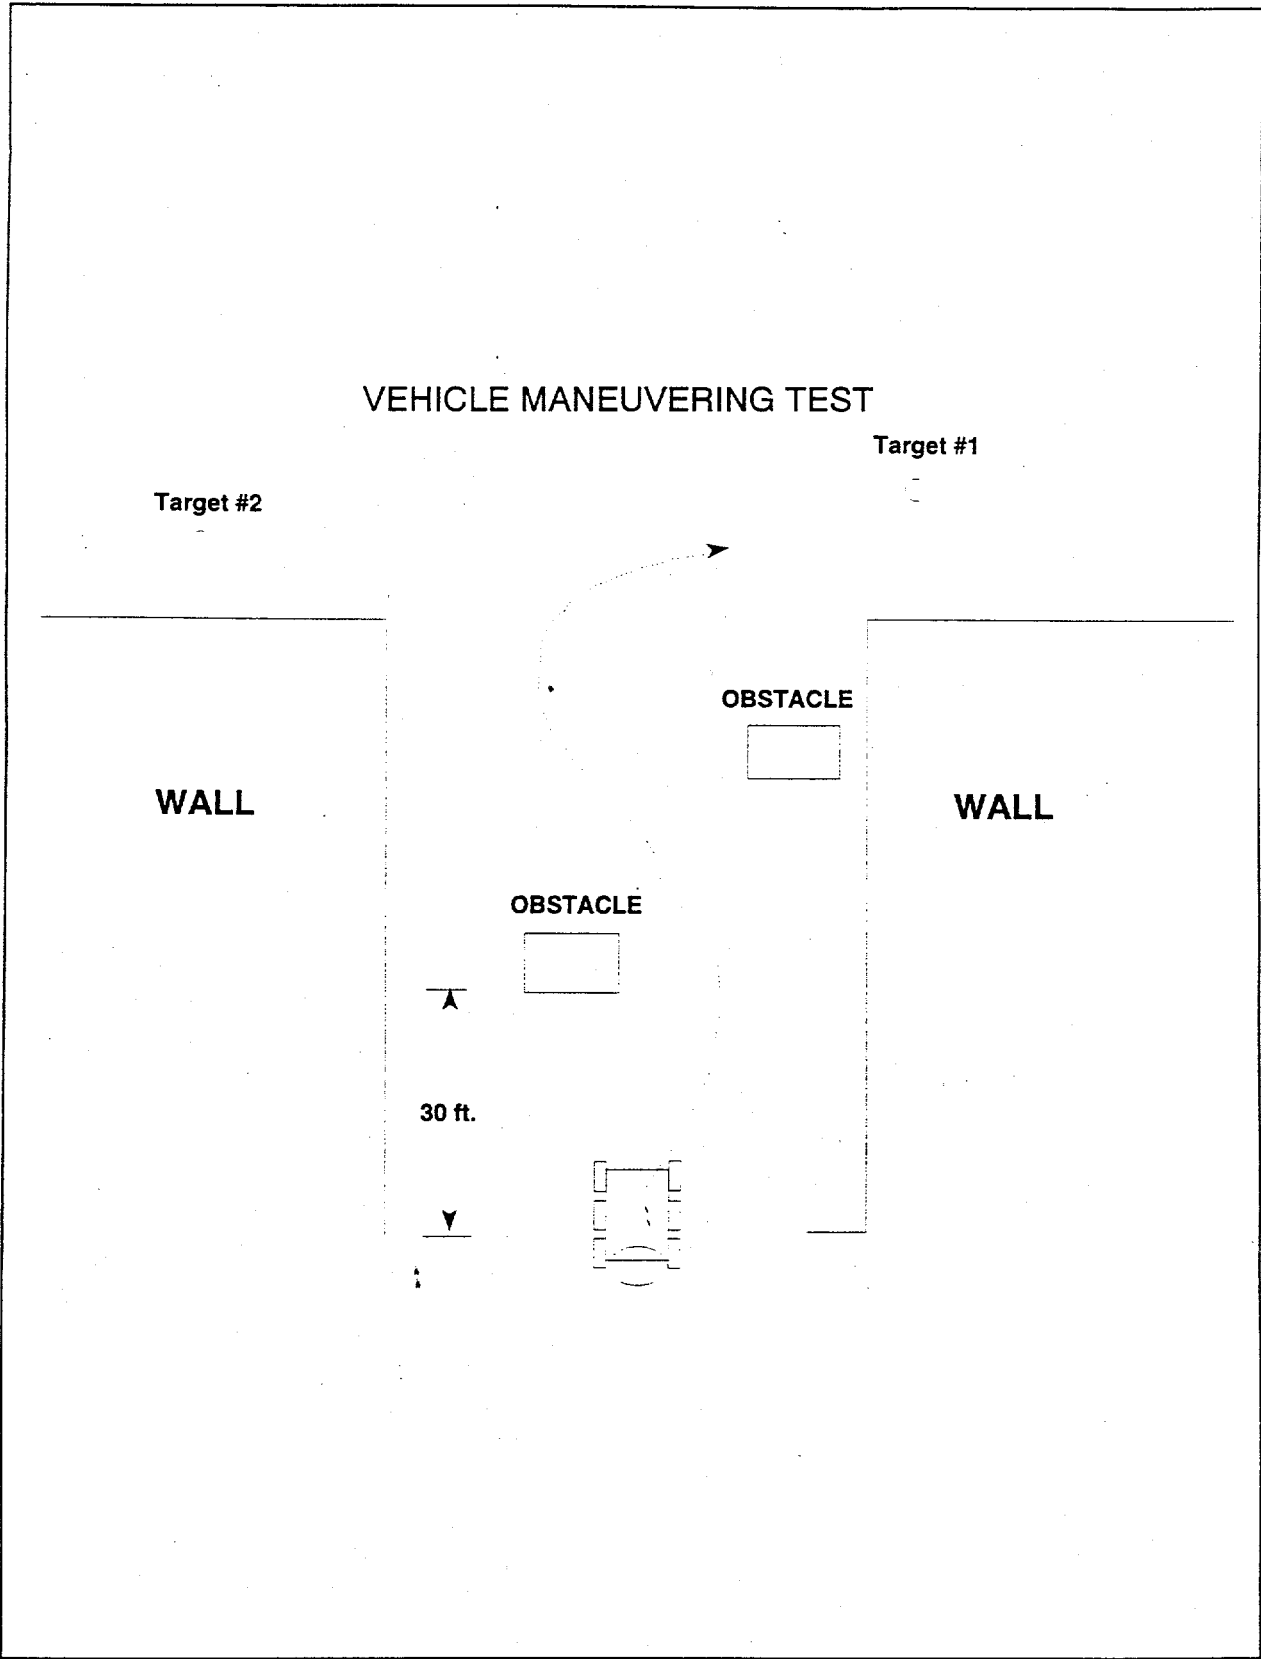 VEHICLE MANEUVERING TEST
Target #1
Target #2
OBSTACLE
WALL
WALL
OBSTACLE
30 ft.